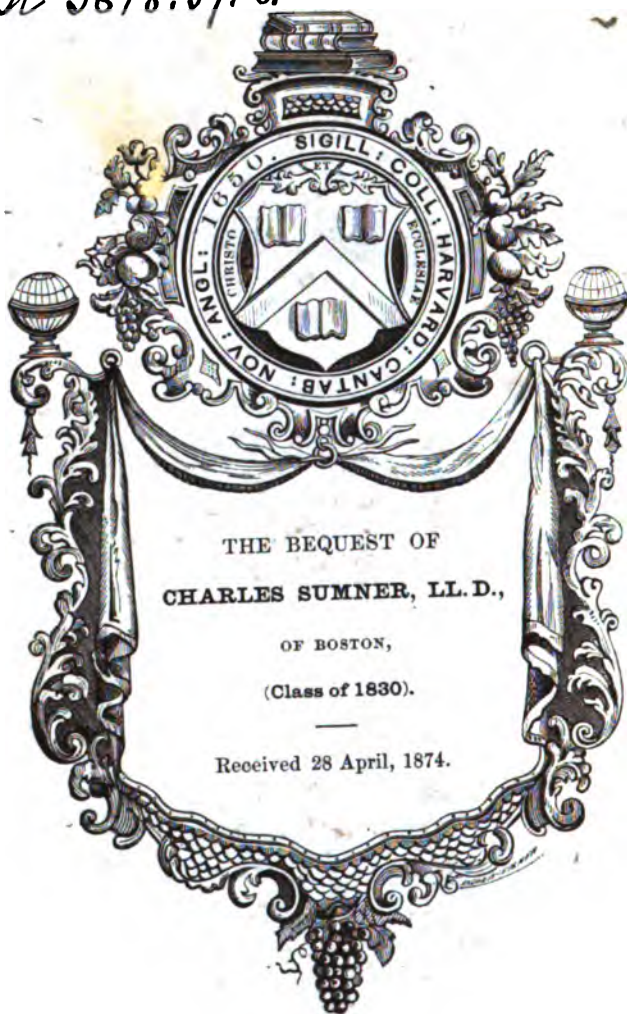 SIGILL: COLL: HARVARD: CANTAB: NOV: ANGL: 1650.
CHRISTO
ET
ECCLESIAE
THE BEQUEST OF
CHARLES SUMNER, LL.D.,
OF BOSTON,
(Class of 1830).
Received 28 April, 1874.